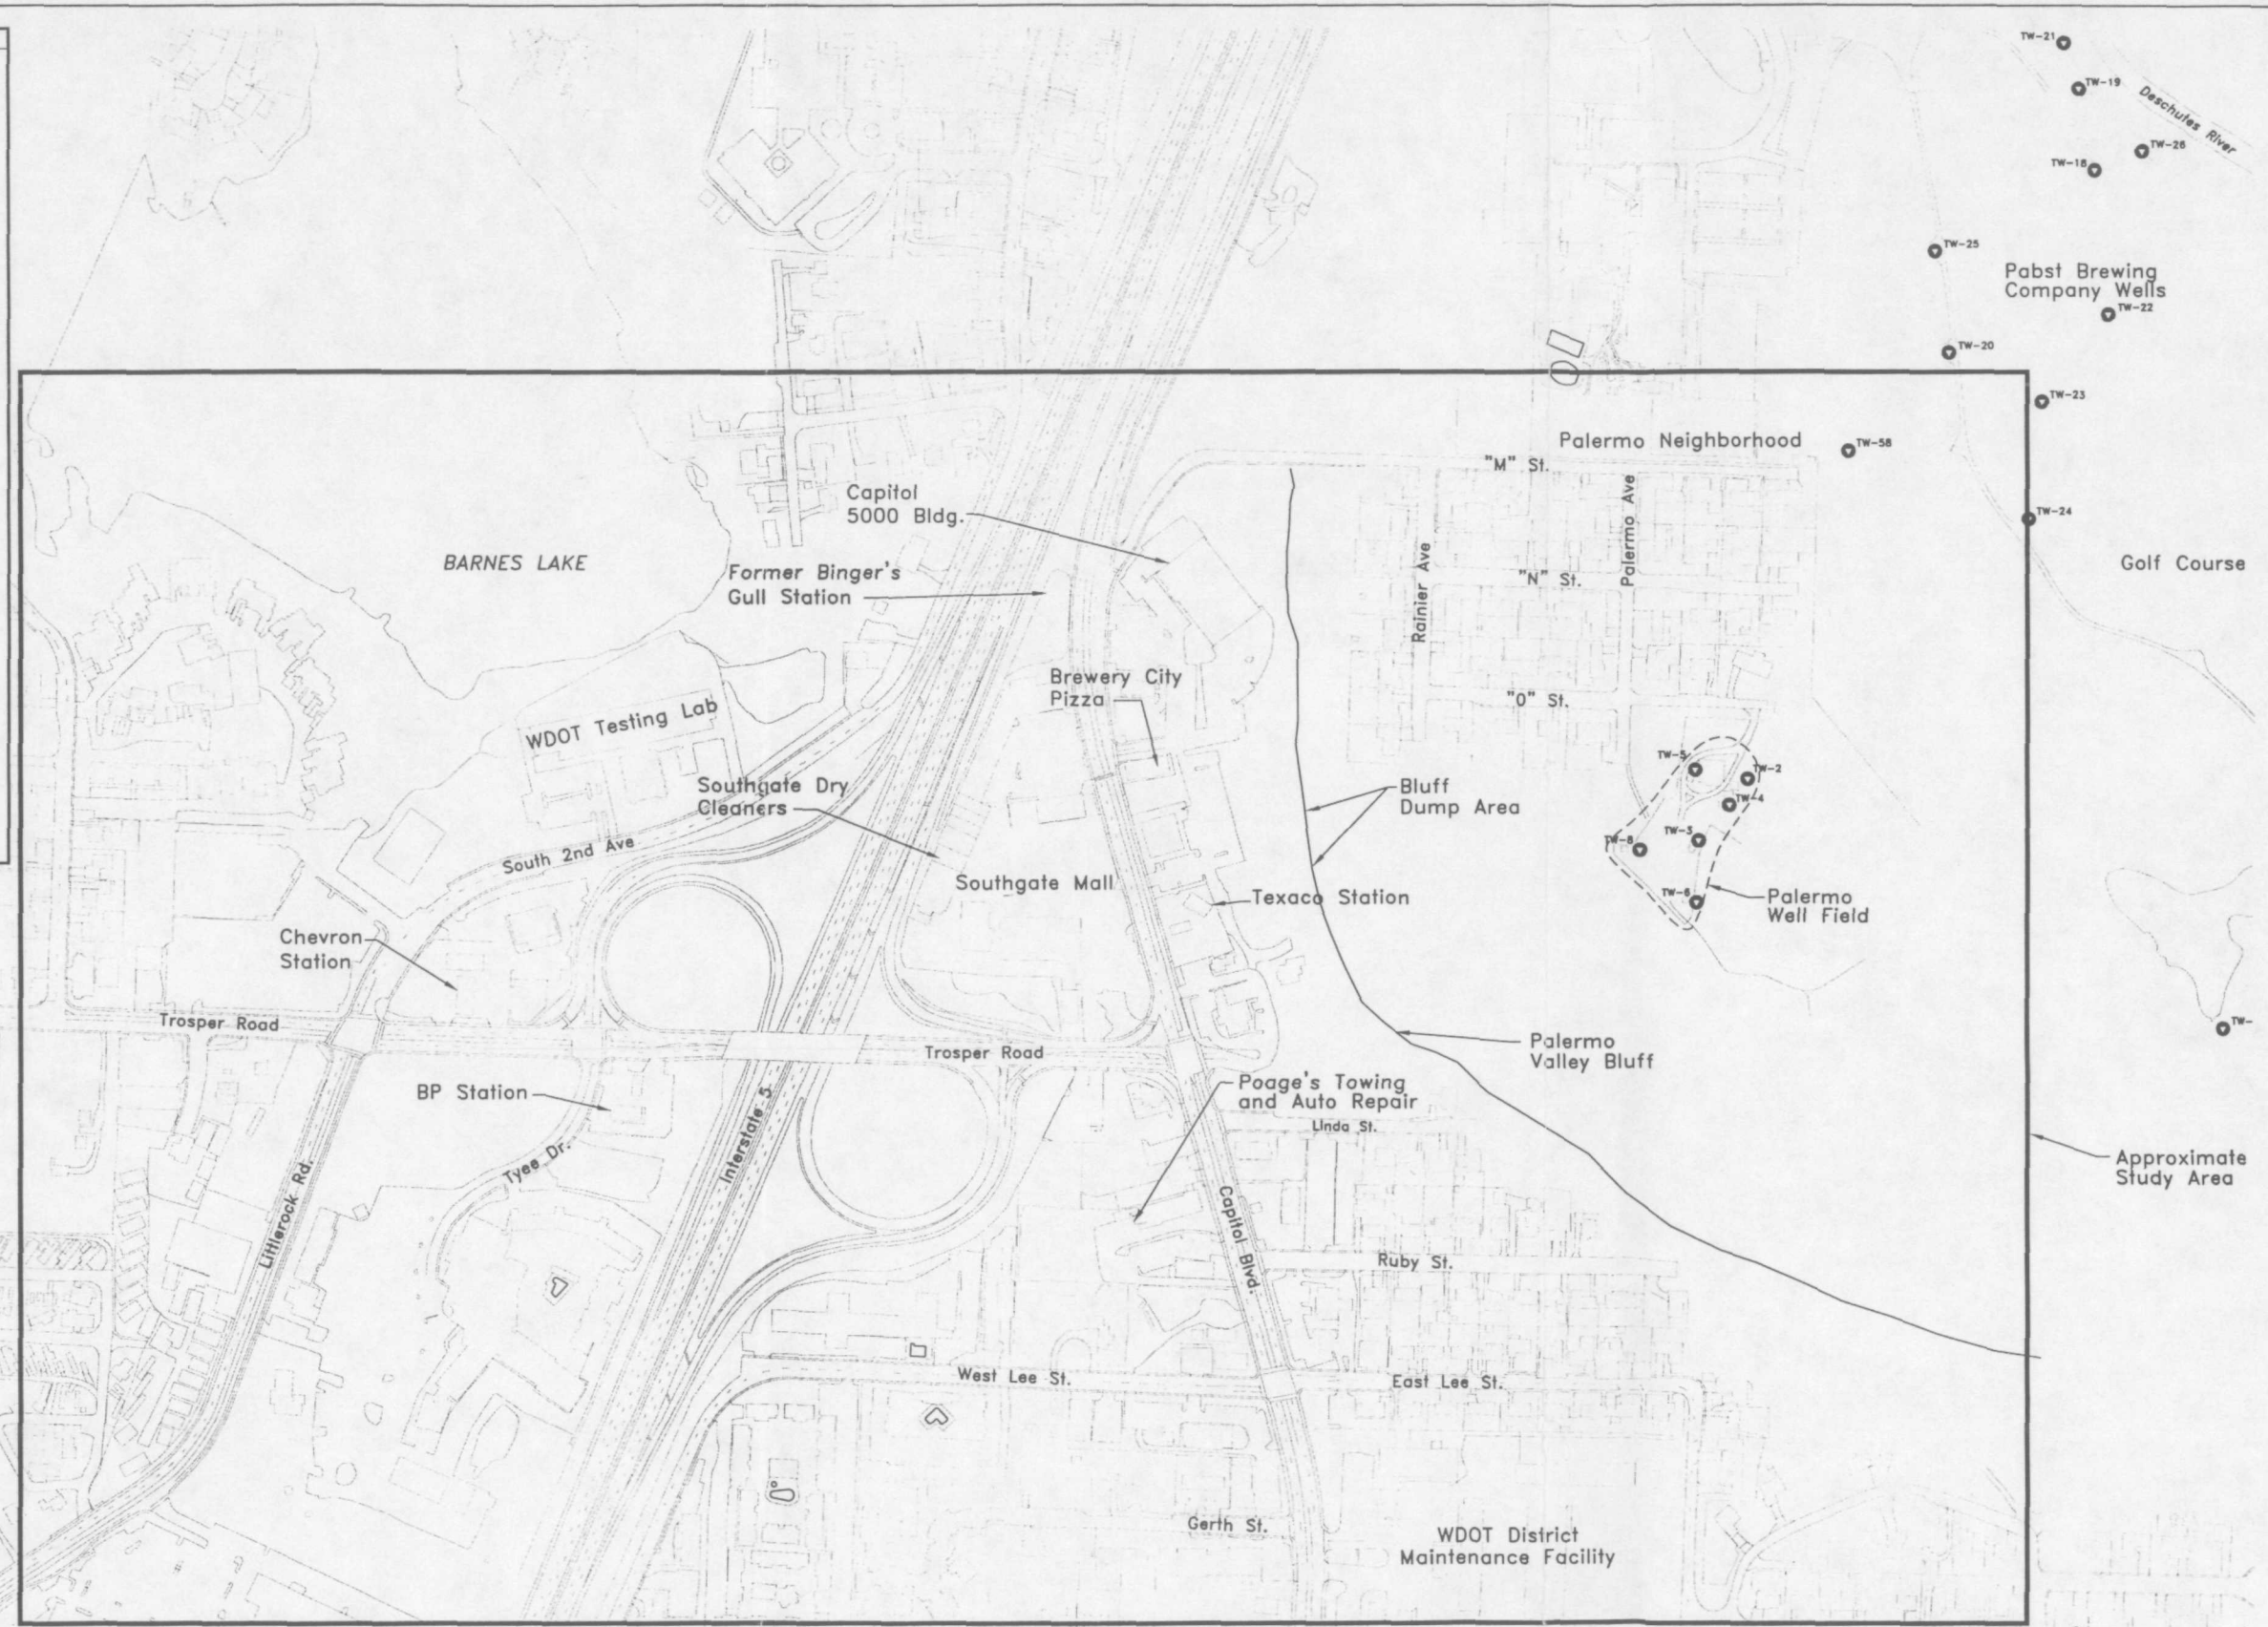 TW-21
TW-19
Deschutes River
TW-26
TW-18
TW-25
Pabst Brewing
Company Wells
TW-22
TW-20
TW-23
Palermo Neighborhood
TW-58
"M" St.
Palermo Ave
Capitol
5000 Bldg.
TW-24
BARNES LAKE
Golf Course
Former Binger's
Gull Station
Rainier Ave
"N" St.
Brewery City
Pizza
"O" St.
WDOT Testing Lab
TW-5
TW-2
TW-4
Southgate Dry
Cleaners
Bluff
Dump Area
TW-3
TW-8
South 2nd Ave
Southgate Mall
Texaco Station
TW-6
Palermo
Well Field
Chevron
Station
Trosper Road
TW-
Trosper Road
Palermo
Valley Bluff
BP Station
Poage's Towing
and Auto Repair
Linda St.
Interstate 5
Tyee Dr.
Approximate
Study Area
Littlerock Rd.
Capitol Blvd.
Ruby St.
West Lee St.
East Lee St.
Gerth St.
WDOT District
Maintenance Facility